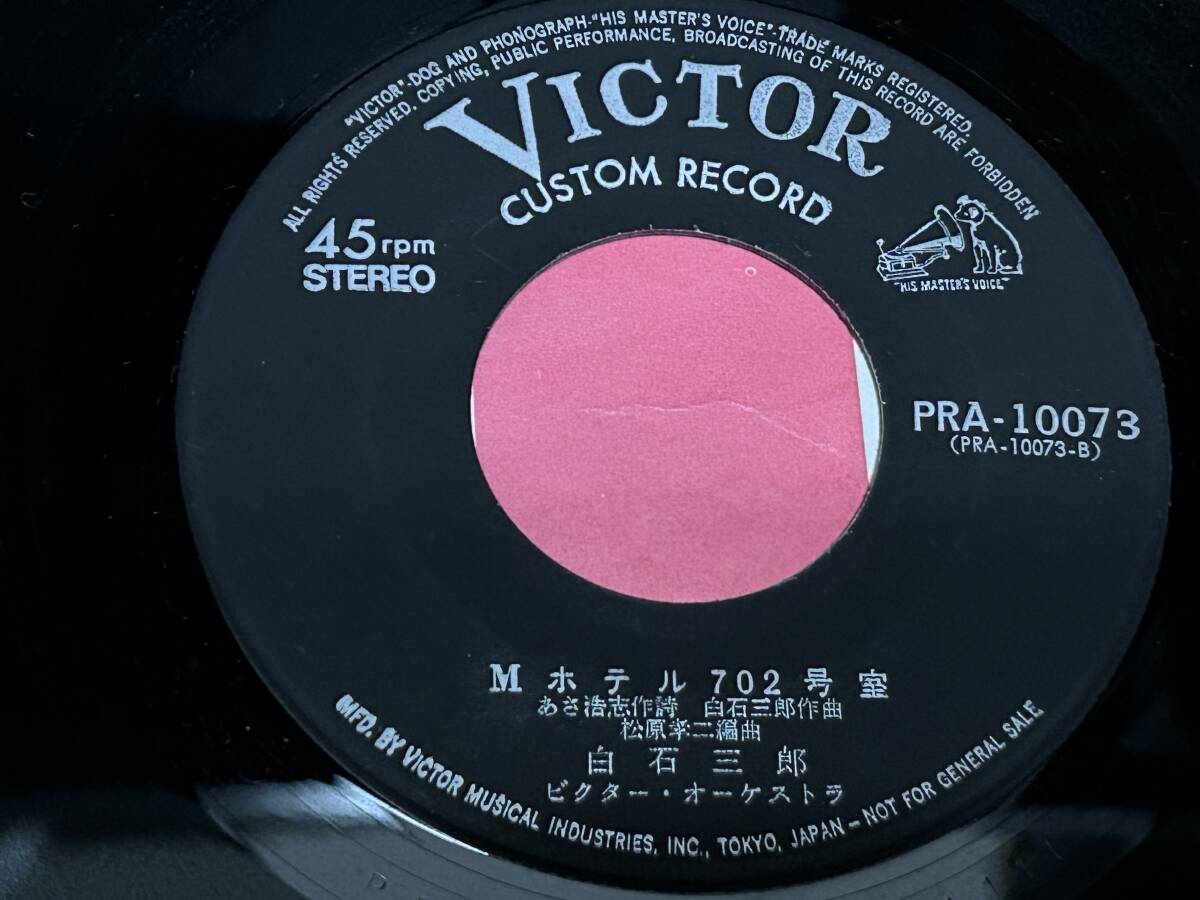 "VICTOR"-DOG AND PHONOGRAPH-"HIS MASTER'S VOICE"-TRADE MARKS REGISTERED.
ALL RIGHTS RESERVED. COPYING, PUBLIC PERFORMANCE, BROADCASTING OF THIS RECORD ARE FORBIDDEN
VICTOR
CUSTOM RECORD
45rpm
STEREO
"HIS MASTER'S VOICE"
PRA-10073
(PRA-10073-B)
M ホテル 702 号室
あさ浩志作詩 白石三郎作曲
松原孝二編曲
白石三郎
ビクター・オーケストラ
MFD. BY VICTOR MUSICAL INDUSTRIES, INC., TOKYO, JAPAN—NOT FOR GENERAL SALE